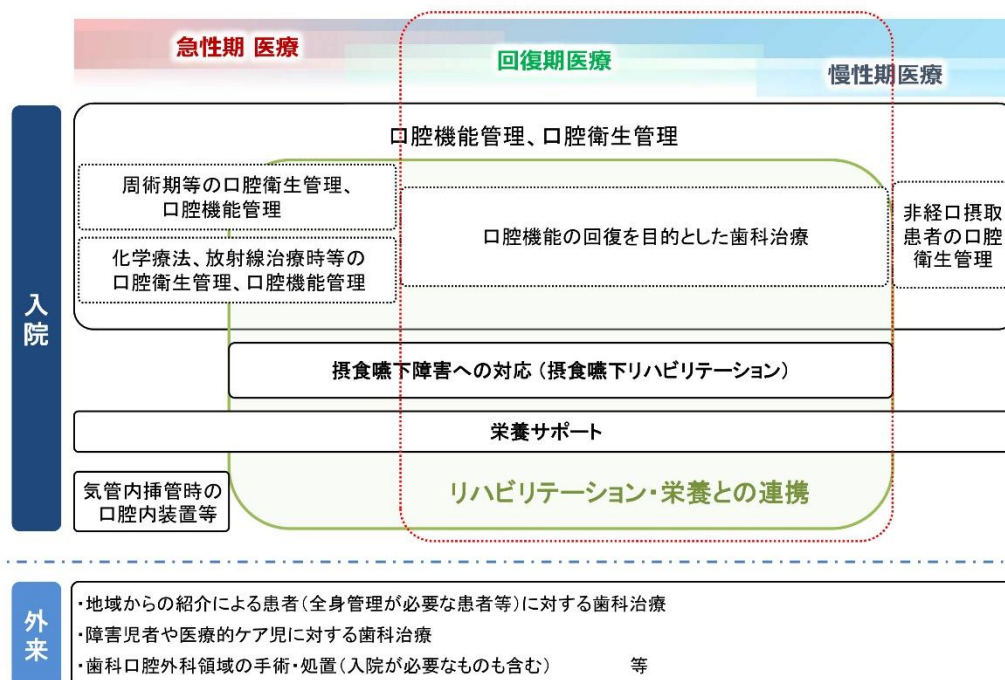 急性期 医療
回復期医療
慢性期医療
入院
口腔機能管理、口腔衛生管理
周術期等の口腔衛生管理、
口腔機能管理
化学療法、放射線治療時等の
口腔衛生管理、口腔機能管理
口腔機能の回復を目的とした歯科治療
非経口摂取
患者の口腔
衛生管理
摂食嚥下障害への対応（摂食嚥下リハビリテーション）
栄養サポート
気管内挿管時の
口腔内装置等
リハビリテーション・栄養との連携
外来
・地域からの紹介による患者（全身管理が必要な患者等）に対する歯科治療
・障害児者や医療的ケア児に対する歯科治療
・歯科口腔外科領域の手術・処置（入院が必要なものも含む） 等